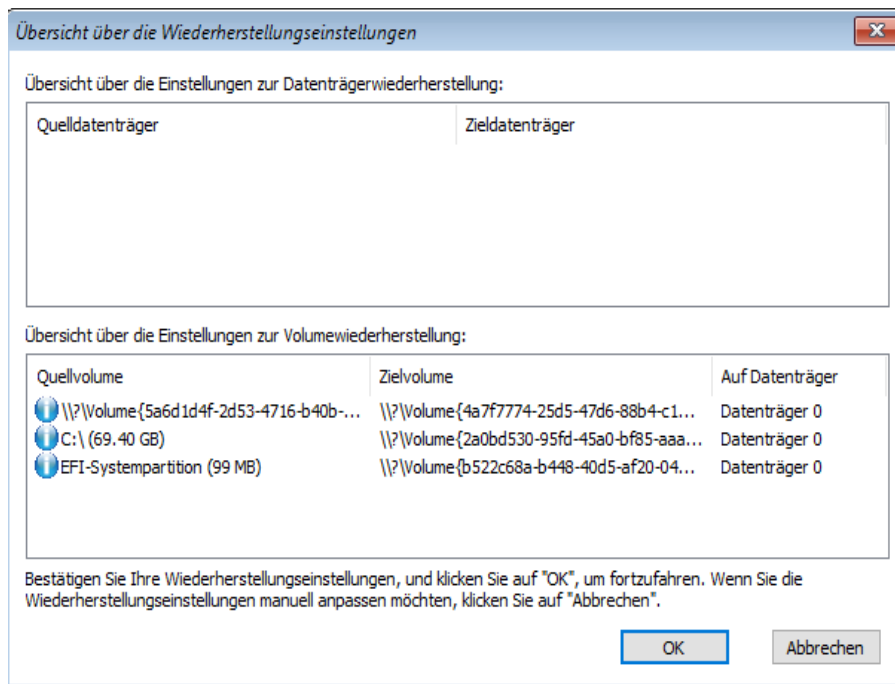 Übersicht über die Wiederherstellungseinstellungen
Übersicht über die Einstellungen zur Datenträgerwiederherstellung:
Quelldatenträger Zieldatenträger
Übersicht über die Einstellungen zur Volumewiederherstellung:
Quellvolume Zielvolume Auf Datenträger
\\?\Volume{5a6d1d4f-2d53-4716-b40b-... \\?\Volume{4a7f7774-25d5-47d6-88b4-c1... Datenträger 0
C:\ (69.40 GB) \\?\Volume{2a0bd530-95fd-45a0-bf85-aaa... Datenträger 0
EFI-Systempartition (99 MB) \\?\Volume{b522c68a-b448-40d5-af20-04... Datenträger 0
Bestätigen Sie Ihre Wiederherstellungseinstellungen, und klicken Sie auf "OK", um fortzufahren. Wenn Sie die
Wiederherstellungseinstellungen manuell anpassen möchten, klicken Sie auf "Abbrechen".
OK Abbrechen